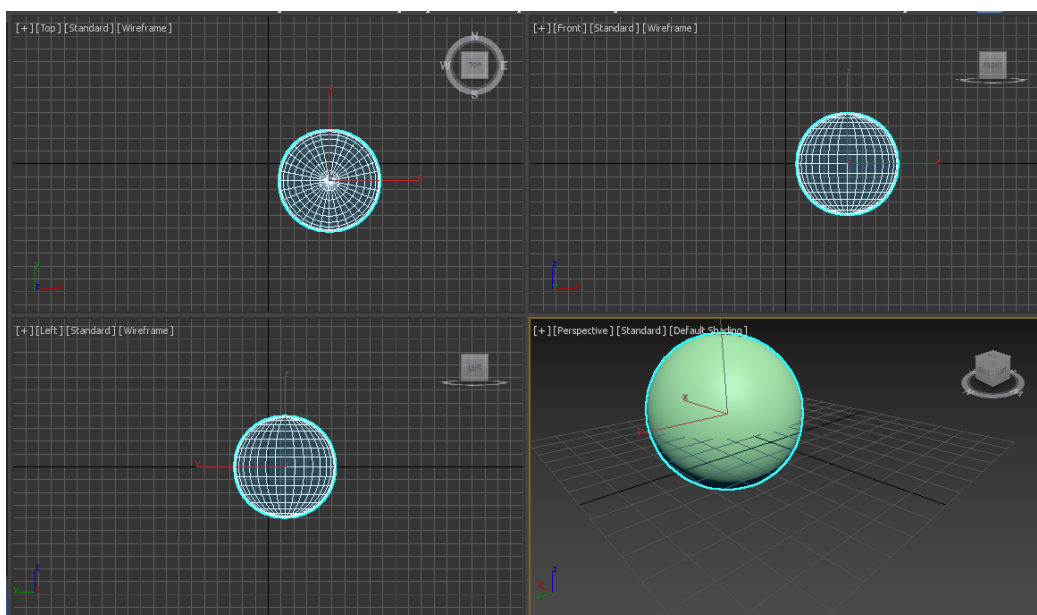 [+] [Top] [Standard] [Wireframe]
N
W
TOP
E
S
y
x
y
z
x
[+] [Front] [Standard] [Wireframe]
FRONT
z
x
z
x
[+] [Left] [Standard] [Wireframe]
LEFT
z
y
z
y
x
[+] [Perspective] [Standard] [Default Shading]
x
z
x
y